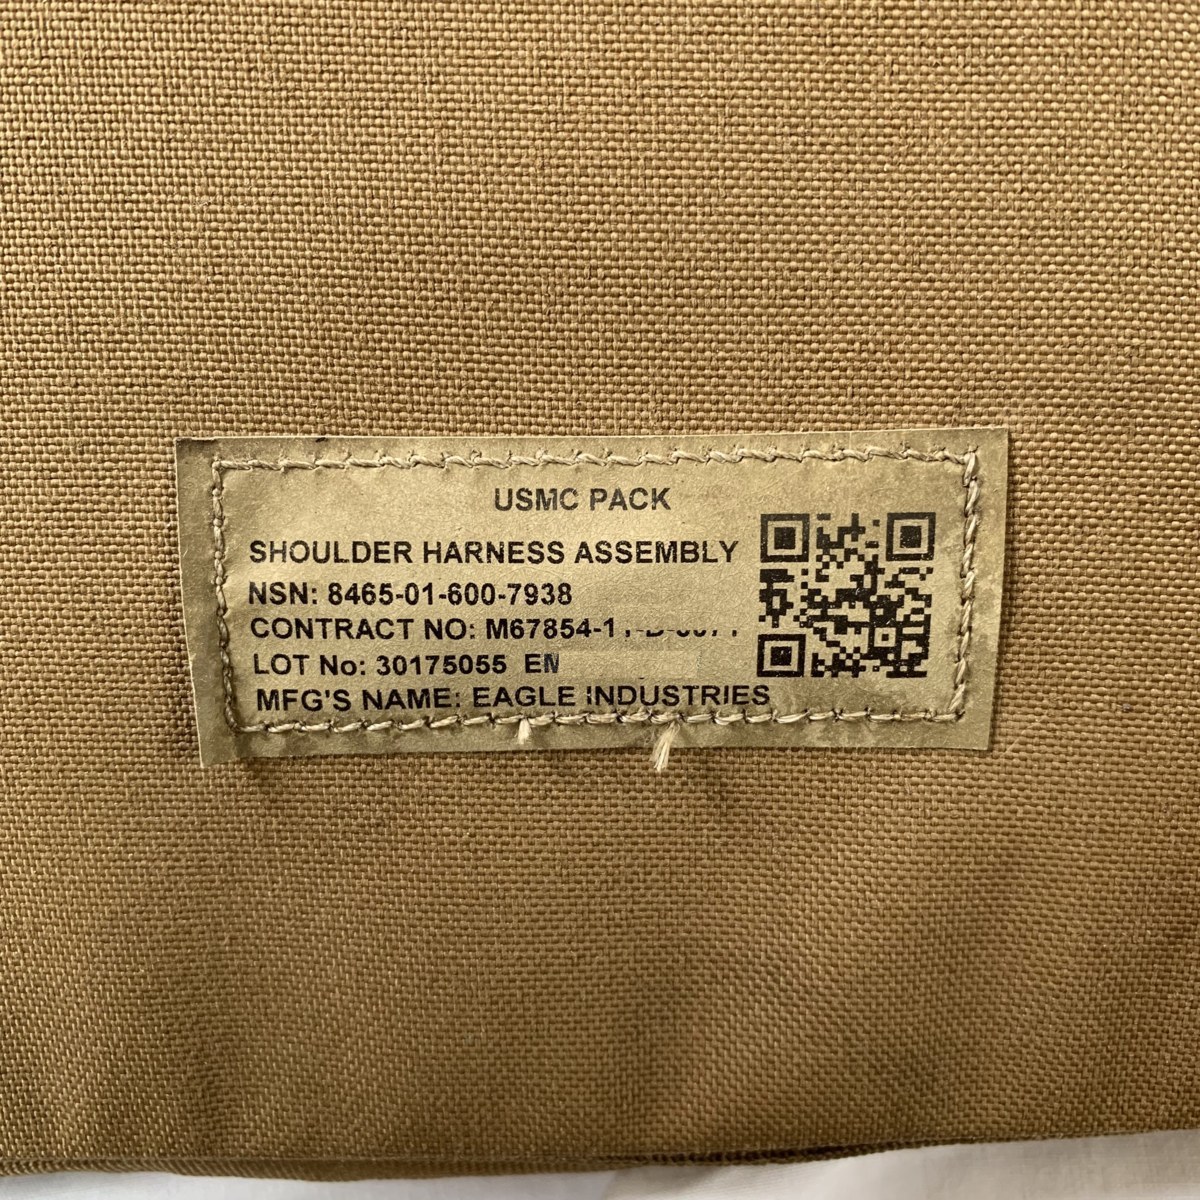 USMC PACK
SHOULDER HARNESS ASSEMBLY
NSN: 8465-01-600-7938
CONTRACT NO:
LOT No: 30175055
MFG'S NAME: EAGLE INDUSTRIES